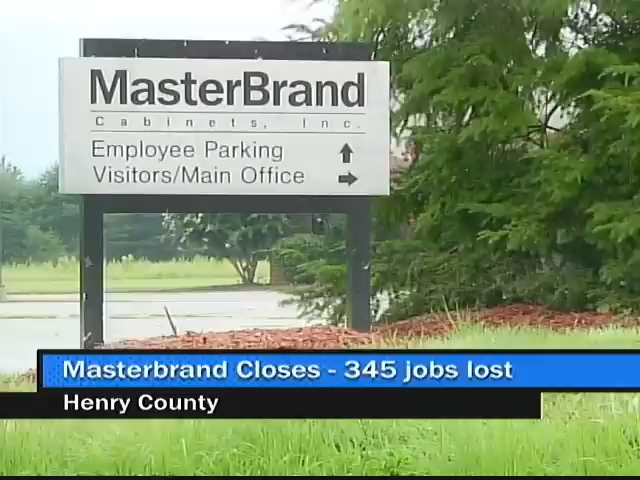 MasterBrand
Cabinets, Inc.
Employee Parking ↑
Visitors/Main Office →
Masterbrand Closes - 345 jobs lost
Henry County